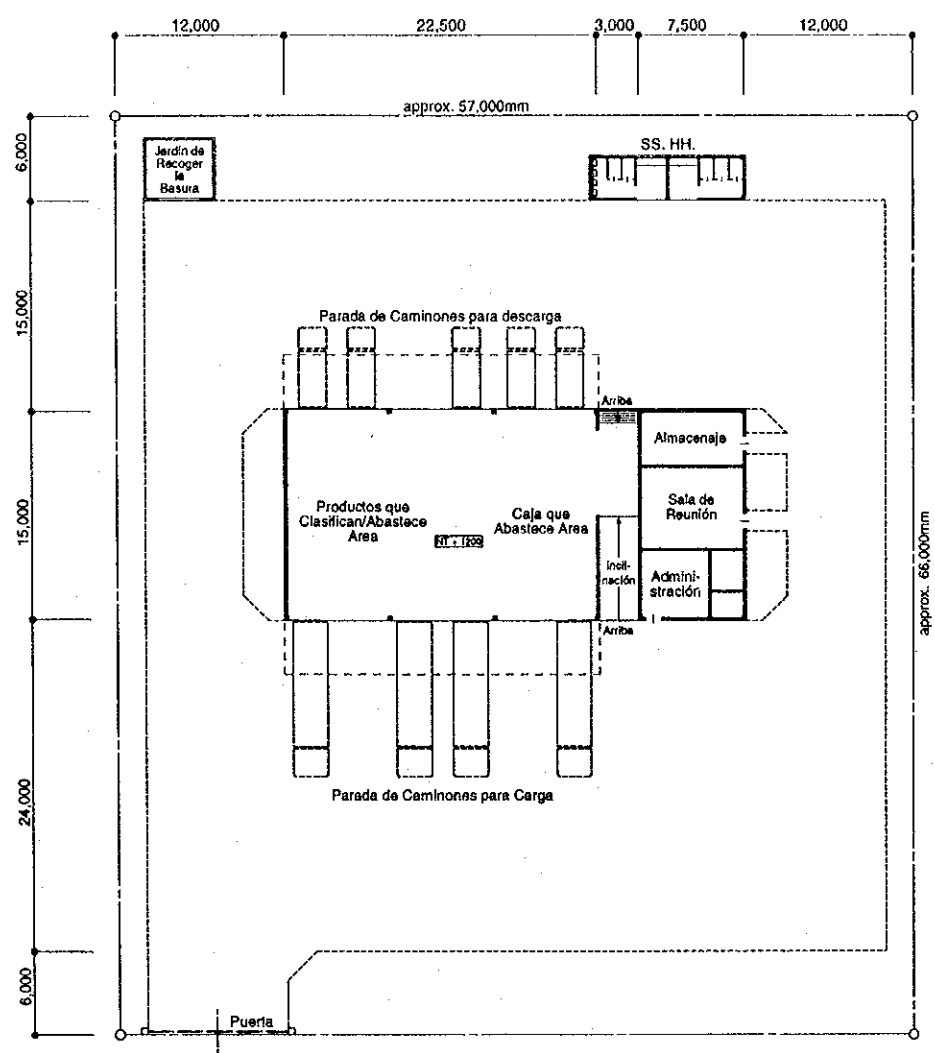 12,000
22,500
3,000
7,500
12,000
approx. 57,000mm
6,000
Jardín de
Recoger
la
Basura
SS. HH.
15,000
Parada de Caminones para descarga
Arriba
Almacenaje
15,000
Productos que
Clasifican/Abastece
Area
Caja que
Abastece Area
NT + 1200
Sala de
Reunión
Incli-
nación
Admini-
stración
Arriba
approx. 66,000mm
24,000
Parada de Caminones para Carga
6,000
Puerta